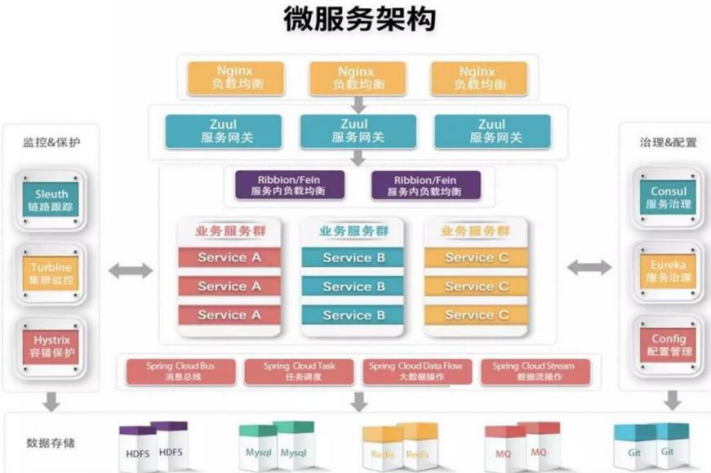 微服务架构
Nginx
负载均衡
Nginx
负载均衡
Nginx
负载均衡
Zuul
服务网关
Zuul
服务网关
Zuul
服务网关
监控&保护
Sleuth
链路跟踪
Turbine
集群监控
Hystrix
容错保护
Ribbion/Fein
服务内负载均衡
Ribbion/Fein
服务内负载均衡
业务服务群
Service A
Service A
Service A
业务服务群
Service B
Service B
Service B
业务服务群
Service C
Service C
Service C
治理&配置
Consul
服务治理
Eureka
服务治理
Config
配置管理
Spring Cloud Bus
消息总线
Spring Cloud Task
任务调度
Spring Cloud Data Flow
大数据操作
Spring Cloud Stream
数据流操作
数据存储
HDFS
HDFS
Mysql
Mysql
Redis
Redis
MQ
MQ
Git
Git